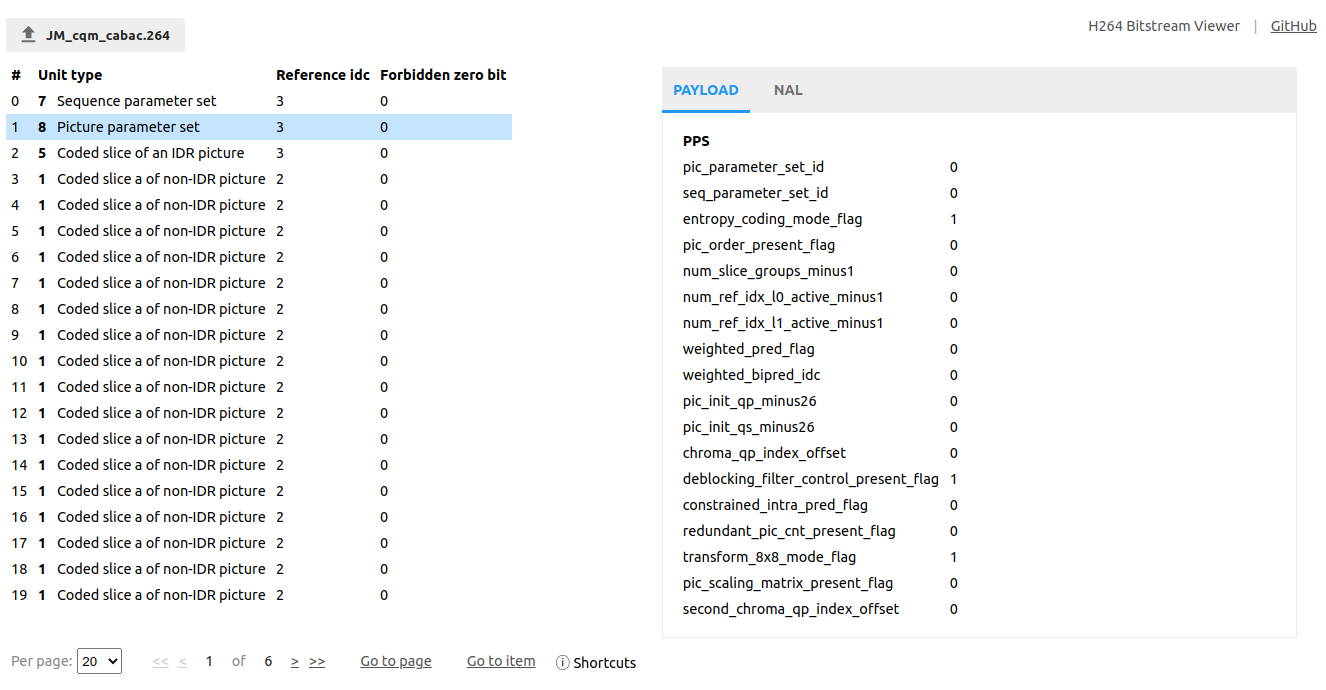 JM_cqm_cabac.264
H264 Bitstream Viewer | GitHub
# Unit type Reference idc Forbidden zero bit
0 7 Sequence parameter set 3 0
1 8 Picture parameter set 3 0
2 5 Coded slice of an IDR picture 3 0
3 1 Coded slice a of non-IDR picture 2 0
4 1 Coded slice a of non-IDR picture 2 0
5 1 Coded slice a of non-IDR picture 2 0
6 1 Coded slice a of non-IDR picture 2 0
7 1 Coded slice a of non-IDR picture 2 0
8 1 Coded slice a of non-IDR picture 2 0
9 1 Coded slice a of non-IDR picture 2 0
10 1 Coded slice a of non-IDR picture 2 0
11 1 Coded slice a of non-IDR picture 2 0
12 1 Coded slice a of non-IDR picture 2 0
13 1 Coded slice a of non-IDR picture 2 0
14 1 Coded slice a of non-IDR picture 2 0
15 1 Coded slice a of non-IDR picture 2 0
16 1 Coded slice a of non-IDR picture 2 0
17 1 Coded slice a of non-IDR picture 2 0
18 1 Coded slice a of non-IDR picture 2 0
19 1 Coded slice a of non-IDR picture 2 0
Per page: 20 << < 1 of 6 > >> Go to page Go to item ⓘ Shortcuts
PAYLOAD NAL
PPS
pic_parameter_set_id 0
seq_parameter_set_id 0
entropy_coding_mode_flag 1
pic_order_present_flag 0
num_slice_groups_minus1 0
num_ref_idx_l0_active_minus1 0
num_ref_idx_l1_active_minus1 0
weighted_pred_flag 0
weighted_bipred_idc 0
pic_init_qp_minus26 0
pic_init_qs_minus26 0
chroma_qp_index_offset 0
deblocking_filter_control_present_flag 1
constrained_intra_pred_flag 0
redundant_pic_cnt_present_flag 0
transform_8x8_mode_flag 1
pic_scaling_matrix_present_flag 0
second_chroma_qp_index_offset 0